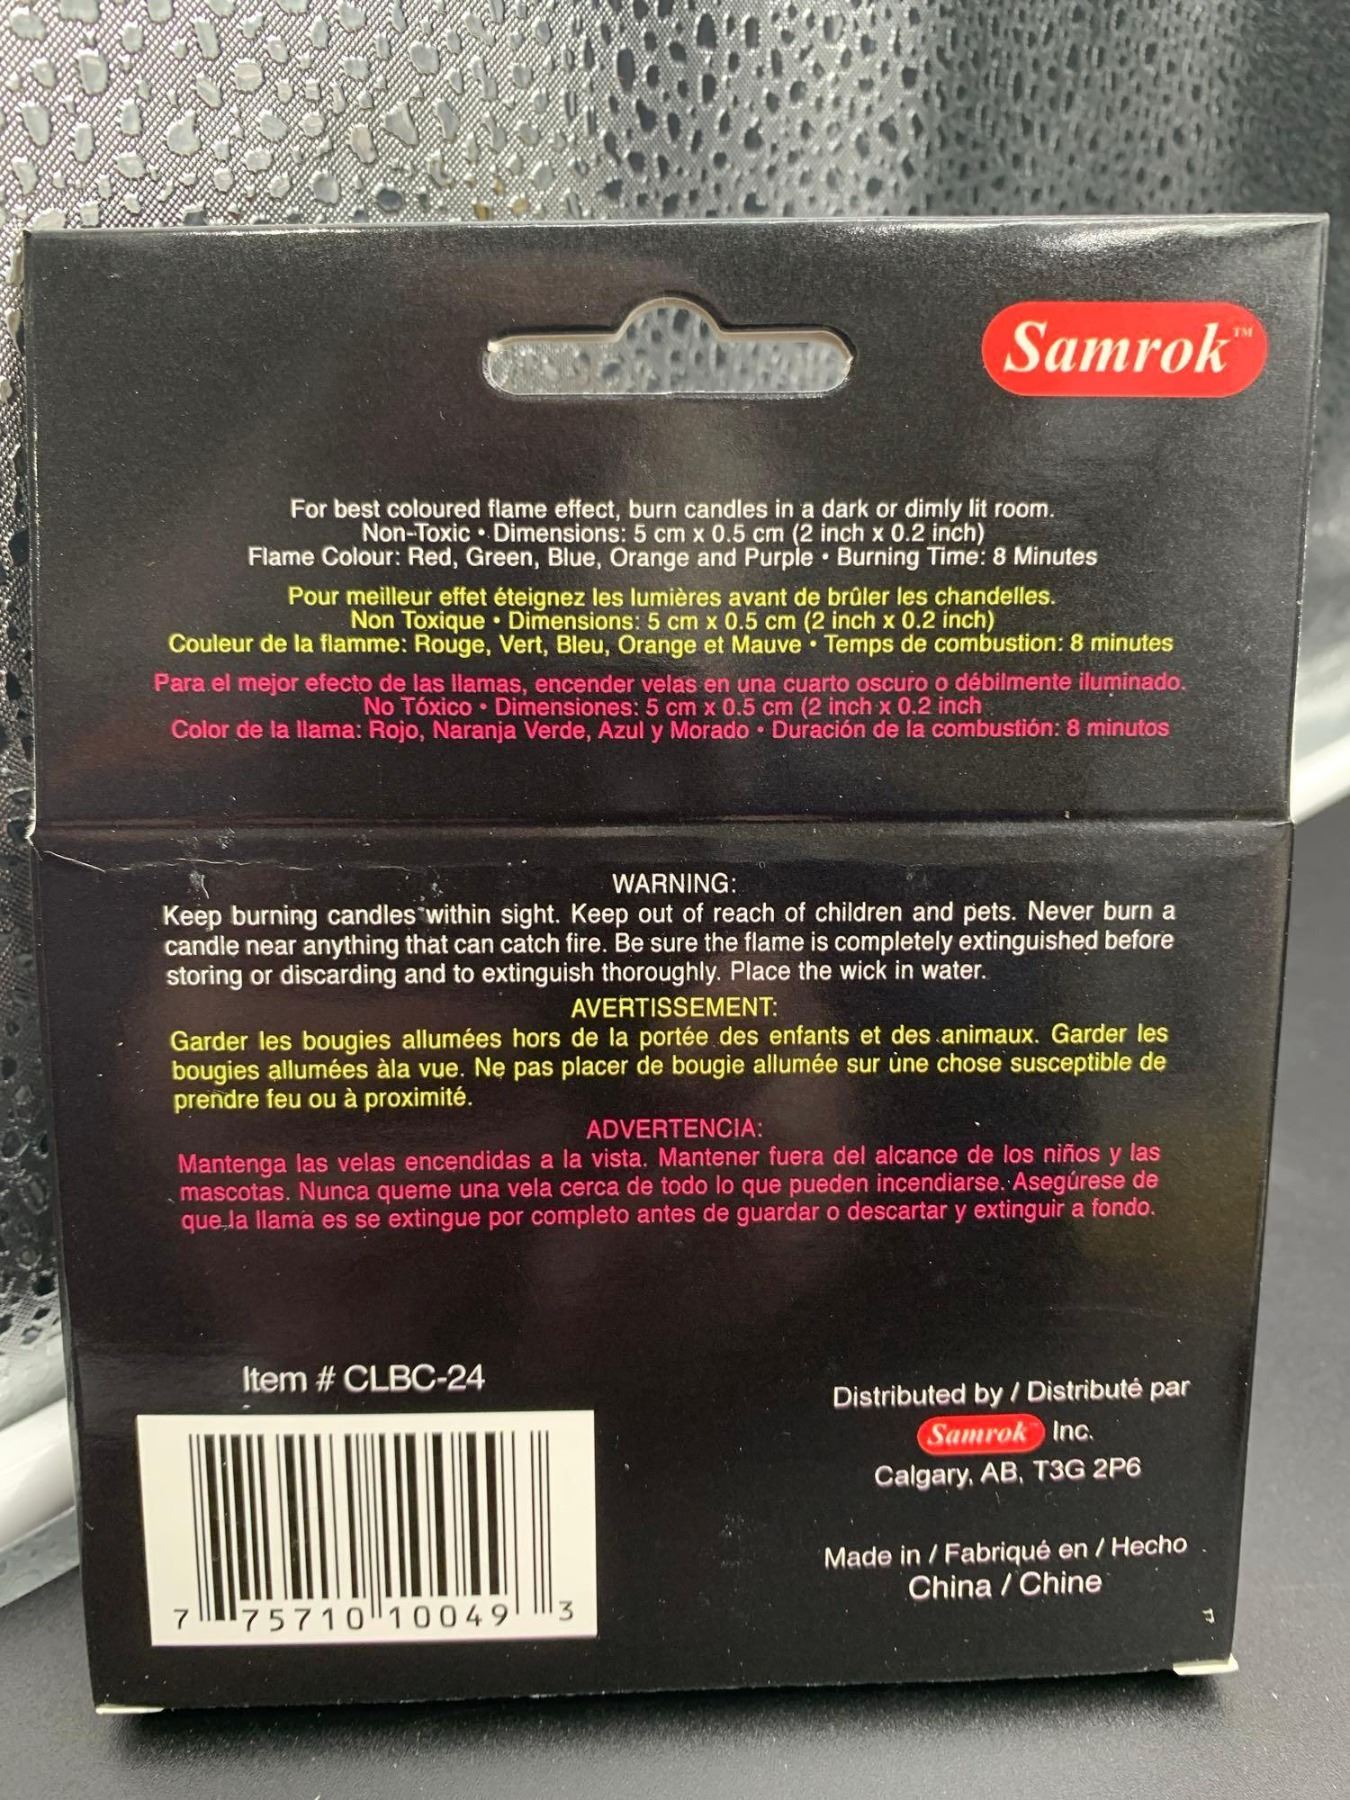 Samrok™
For best coloured flame effect, burn candles in a dark or dimly lit room.
Non-Toxic • Dimensions: 5 cm x 0.5 cm (2 inch x 0.2 inch)
Flame Colour: Red, Green, Blue, Orange and Purple • Burning Time: 8 Minutes
Pour meilleur effet éteignez les lumières avant de brûler les chandelles.
Non Toxique • Dimensions: 5 cm x 0.5 cm (2 inch x 0.2 inch)
Couleur de la flamme: Rouge, Vert, Bleu, Orange et Mauve • Temps de combustion: 8 minutes
Para el mejor efecto de las llamas, encender velas en una cuarto oscuro o débilmente iluminado.
No Tóxico • Dimensiones: 5 cm x 0.5 cm (2 inch x 0.2 inch
Color de la llama: Rojo, Naranja Verde, Azul y Morado • Duración de la combustión: 8 minutos
WARNING:
Keep burning candles within sight. Keep out of reach of children and pets. Never burn a
candle near anything that can catch fire. Be sure the flame is completely extinguished before
storing or discarding and to extinguish thoroughly. Place the wick in water.
AVERTISSEMENT:
Garder les bougies allumées hors de la portée des enfants et des animaux. Garder les
bougies allumées àla vue. Ne pas placer de bougie allumée sur une chose susceptible de
prendre feu ou à proximité.
ADVERTENCIA:
Mantenga las velas encendidas a la vista. Mantener fuera del alcance de los niños y las
mascotas. Nunca queme una vela cerca de todo lo que pueden incendiarse. Asegúrese de
que la llama es se extingue por completo antes de guardar o descartar y extinguir a fondo.
Item # CLBC-24
7 75710 10049 3
Distributed by / Distributé par
Samrok™ Inc.
Calgary, AB, T3G 2P6
Made in / Fabriqué en / Hecho
China / Chine